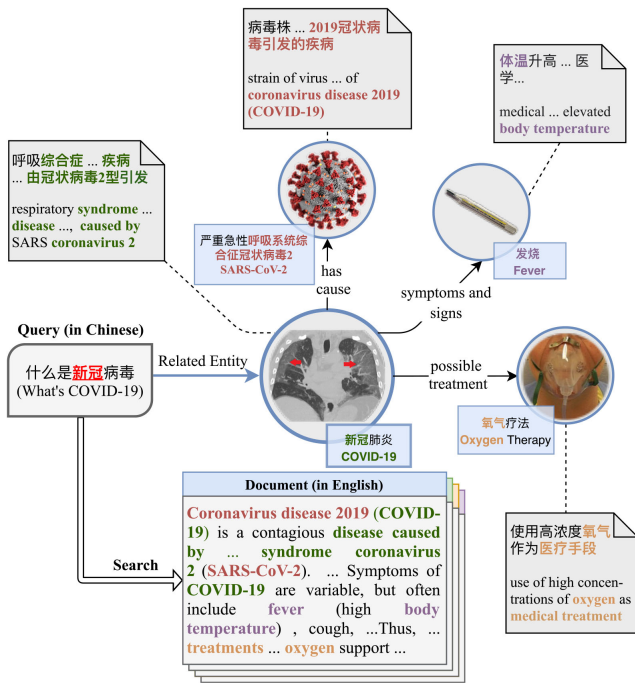 病毒株 ... 2019冠状病
毒引发的疾病
strain of virus ... of
coronavirus disease 2019
(COVID-19)
体温升高 ... 医
学...
medical ... elevated
body temperature
呼吸综合症 ... 疾病
... 由冠状病毒2型引发
respiratory syndrome ...
disease ..., caused by
SARS coronavirus 2
严重急性呼吸系统综
合征冠状病毒2
SARS-CoV-2
has
cause
发烧
Fever
symptoms and
signs
Query (in Chinese)
什么是新冠病毒
(What's COVID-19)
Related Entity
possible
treatment
新冠肺炎
COVID-19
氧气疗法
Oxygen Therapy
Search
Document (in English)
Coronavirus disease 2019 (COVID-
19) is a contagious disease caused
by ... syndrome coronavirus
2 (SARS-CoV-2). ... Symptoms of
COVID-19 are variable, but often
include fever (high body
temperature) , cough, ...Thus, ...
treatments ... oxygen support ...
使用高浓度氧气
作为医疗手段
use of high concen-
trations of oxygen as
medical treatment